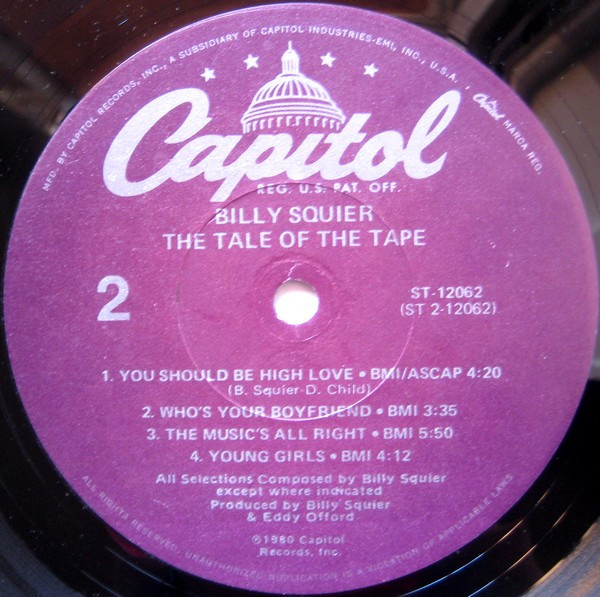 MFD. BY CAPITOL RECORDS, INC., A SUBSIDIARY OF CAPITOL INDUSTRIES-EMI, INC., U.S.A. • Capitol MARCA REG.
Capitol
REG. U.S. PAT. OFF.
BILLY SQUIER
THE TALE OF THE TAPE
2
ST-12062
(ST 2-12062)
1. YOU SHOULD BE HIGH LOVE • BMI/ASCAP 4:20
(B. Squier-D. Child)
2. WHO'S YOUR BOYFRIEND • BMI 3:35
3. THE MUSIC'S ALL RIGHT • BMI 5:50
4. YOUNG GIRLS • BMI 4:12
All Selections Composed by Billy Squier
except where indicated
Produced by Billy Squier
& Eddy Offord
℗1980 Capitol
Records, Inc.
ALL RIGHTS RESERVED. UNAUTHORIZED DUPLICATION IS A VIOLATION OF APPLICABLE LAWS.